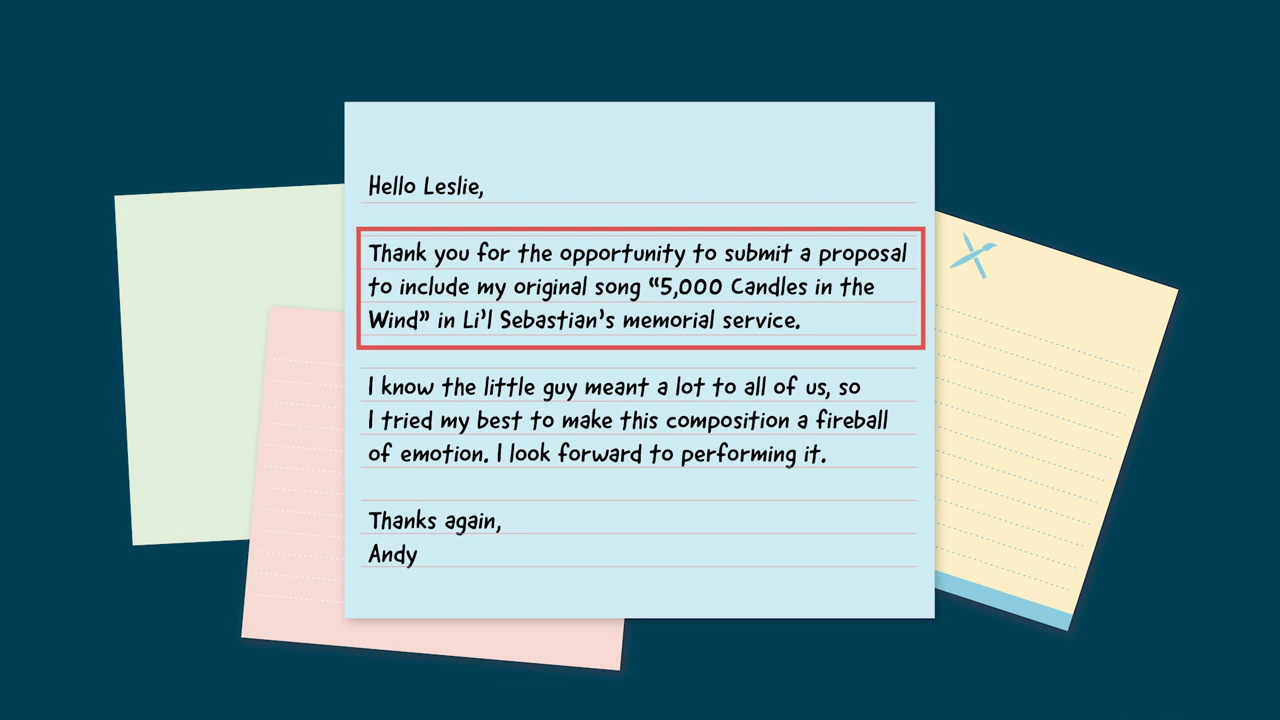 Hello Leslie,
Thank you for the opportunity to submit a proposal
to include my original song “5,000 Candles in the
Wind” in Li’l Sebastian’s memorial service.
I know the little guy meant a lot to all of us, so
I tried my best to make this composition a fireball
of emotion. I look forward to performing it.
Thanks again,
Andy